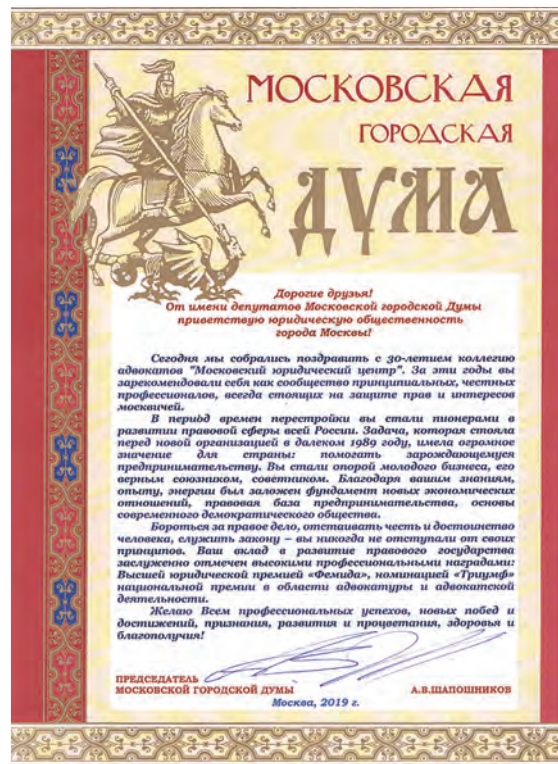 МОСКОВСКАЯ
ГОРОДСКАЯ
ДУМА
Дорогие друзья!
От имени депутатов Московской городской Думы
приветствую юридическую общественность
города Москвы!
Сегодня мы собрались поздравить с 30-летием коллегию
адвокатов "Московский юридический центр". За эти годы вы
зарекомендовали себя как сообщество принципиальных, честных
профессионалов, всегда стоящих на защите прав и интересов
москвичей.
В период времен перестройки вы стали пионерами в
развитии правовой сферы всей России. Задача, которая стояла
перед новой организацией в далеком 1989 году, имела огромное
значение для страны: помогать зарождающемуся
предпринимательству. Вы стали опорой молодого бизнеса, его
верным союзником, советником. Благодаря вашим знаниям,
опыту, энергии был заложен фундамент новых экономических
отношений, правовая база предпринимательства, основы
современного демократического общества.
Бороться за правое дело, отстаивать честь и достоинство
человека, служить закону – вы никогда не отступали от своих
принципов. Ваш вклад в развитие правового государства
заслуженно отмечен высокими профессиональными наградами:
Высшей юридической премией «Фемида», номинацией «Триумф»
национальной премии в области адвокатуры и адвокатской
деятельности.
Желаю Всем профессиональных успехов, новых побед и
достижений, признания, развития и процветания, здоровья и
благополучия!
ПРЕДСЕДАТЕЛЬ
МОСКОВСКОЙ ГОРОДСКОЙ ДУМЫ А.В.ШАПОШНИКОВ
Москва, 2019 г.